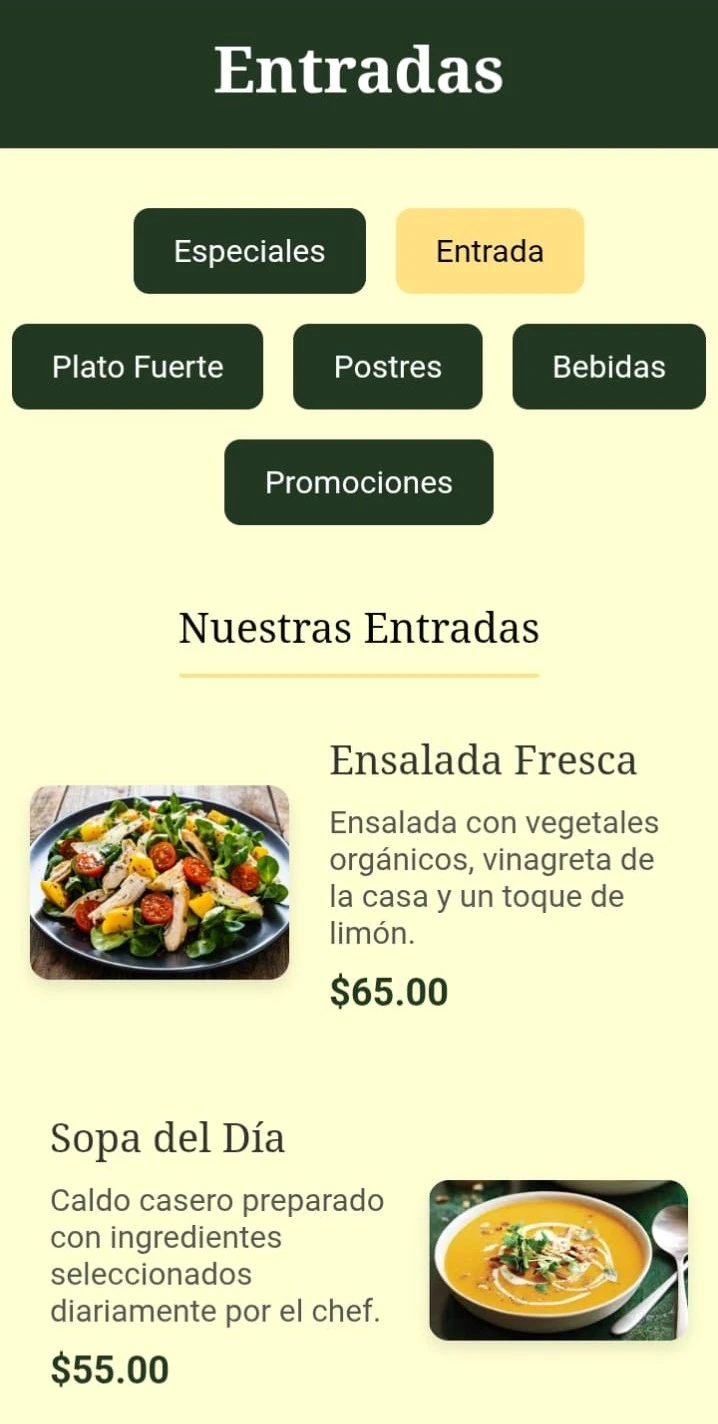 Entradas
Especiales
Entrada
Plato Fuerte
Postres
Bebidas
Promociones
Nuestras Entradas
Ensalada Fresca
Ensalada con vegetales
orgánicos, vinagreta de
la casa y un toque de
limón.
$65.00
Sopa del Día
Caldo casero preparado
con ingredientes
seleccionados
diariamente por el chef.
$55.00